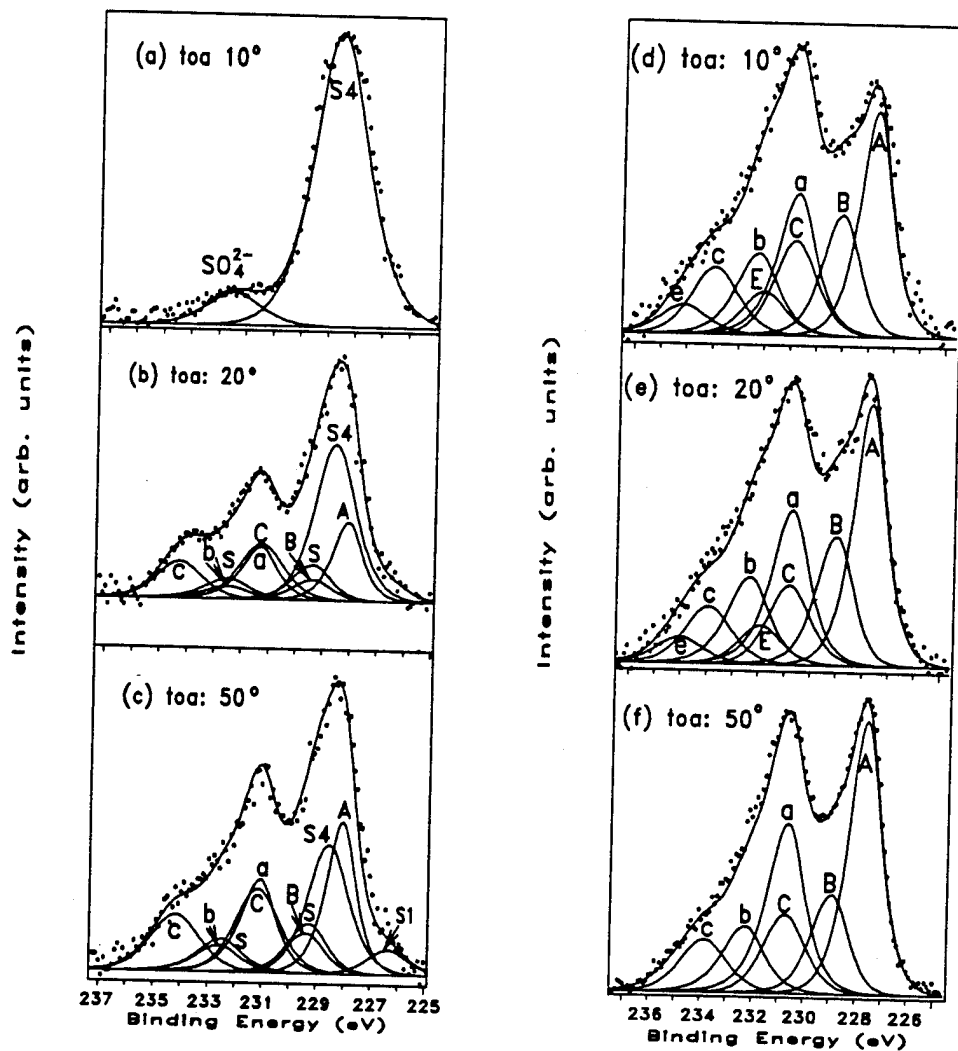 (a) toa 10°
S4
SO₄²⁻
(b) toa: 20°
S4
A
C
a
B
S
b
S
c
(c) toa: 50°
A
S4
a
C
B
S
b
S
c
S1
237 235 233 231 229 227 225
Binding Energy (eV)
Intensity (arb. units)
(d) toa: 10°
A
B
a
C
b
E
c
e
(e) toa: 20°
A
B
a
C
b
E
c
e
(f) toa: 50°
A
B
a
C
b
c
236 234 232 230 228 226
Binding Energy (eV)
Intensity (arb. units)